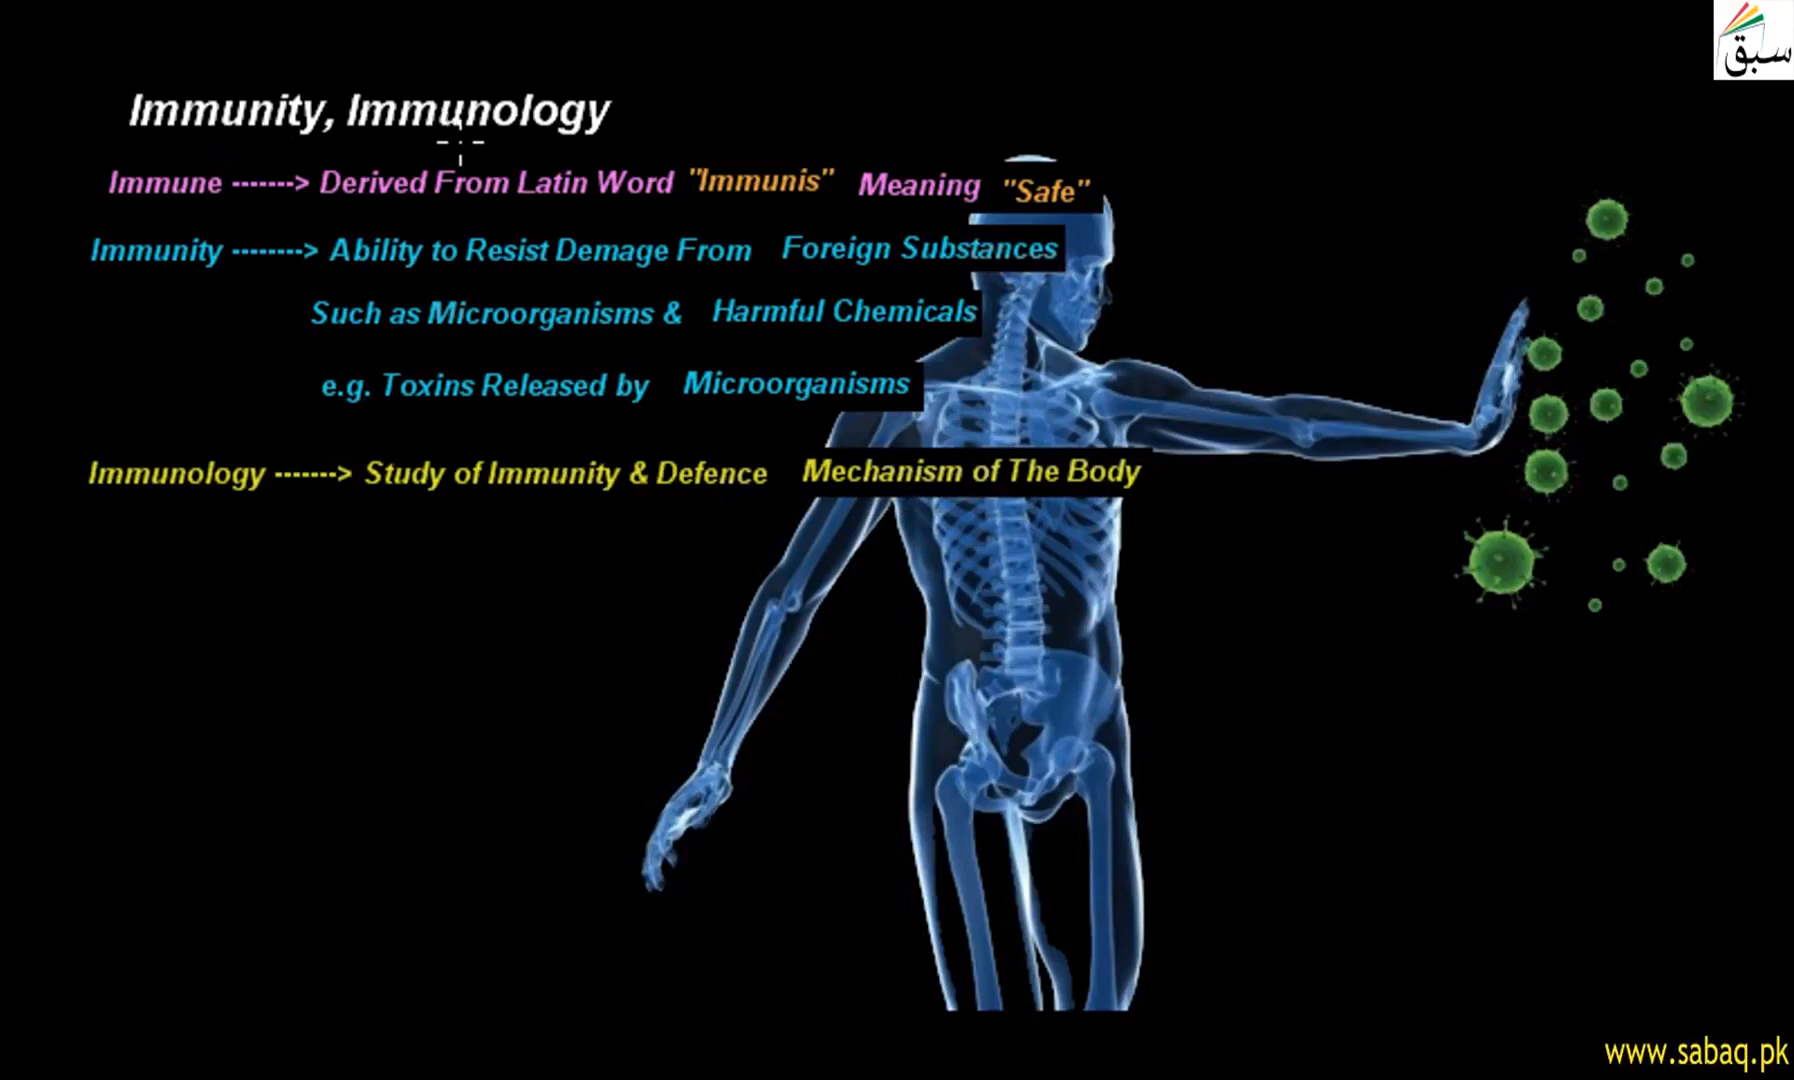 سبق
Immunity, Immunology
Immune -------> Derived From Latin Word "Immunis" Meaning "Safe"
Immunity --------> Ability to Resist Demage From Foreign Substances
Such as Microorganisms & Harmful Chemicals
e.g. Toxins Released by Microorganisms
Immunology -------> Study of Immunity & Defence Mechanism of The Body
www.sabaq.pk